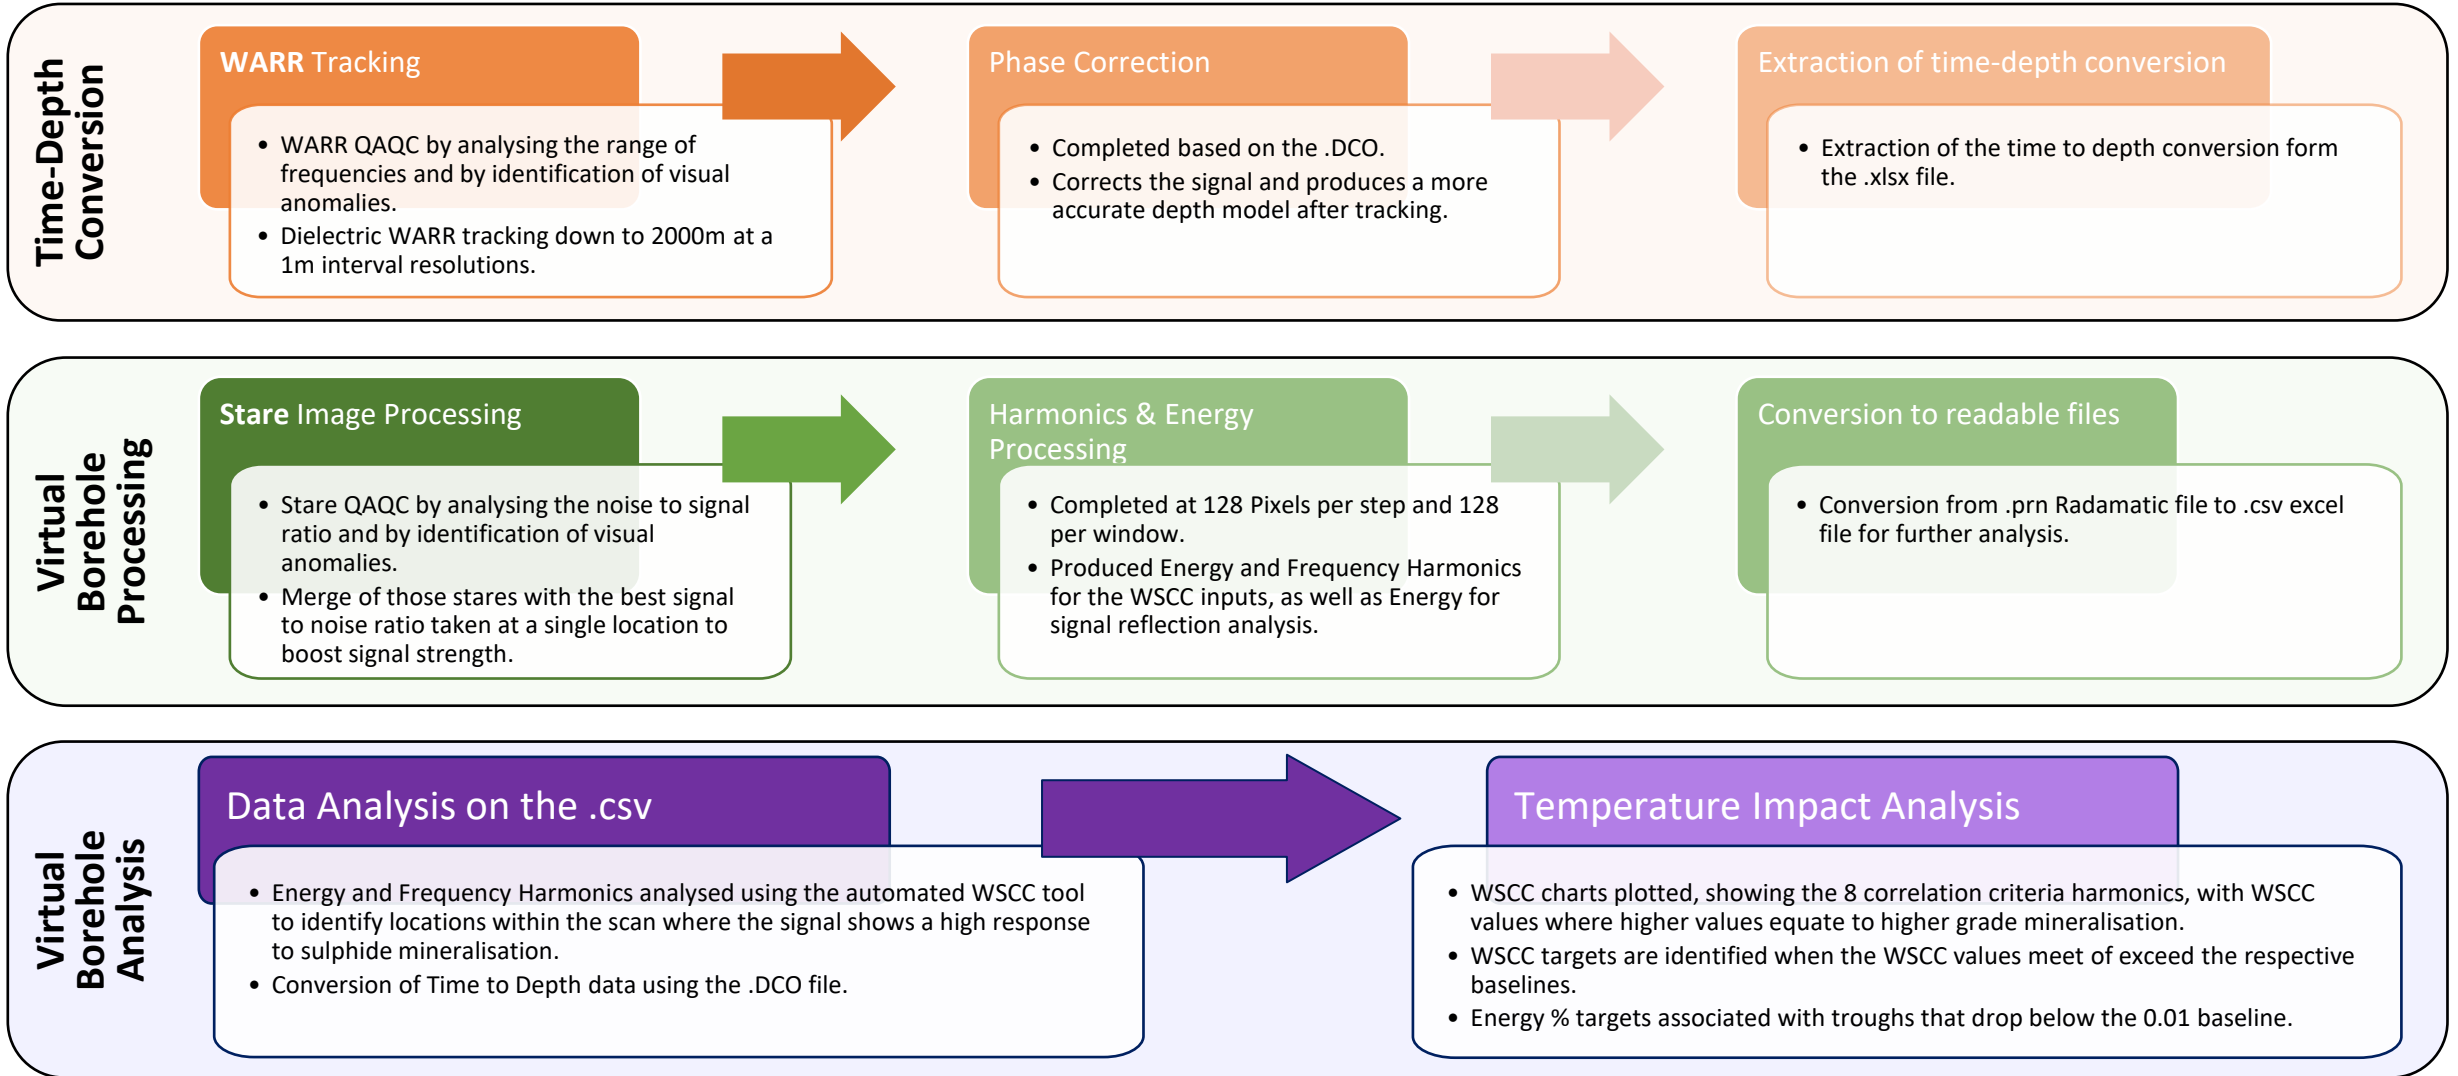 Time-Depth
Conversion
WARR Tracking
• WARR QAQC by analysing the range of
frequencies and by identification of visual
anomalies.
• Dielectric WARR tracking down to 2000m at a
1m interval resolutions.
Phase Correction
• Completed based on the .DCO.
• Corrects the signal and produces a more
accurate depth model after tracking.
Extraction of time-depth conversion
• Extraction of the time to depth conversion form
the .xlsx file.
Virtual
Borehole
Processing
Stare Image Processing
• Stare QAQC by analysing the noise to signal
ratio and by identification of visual
anomalies.
• Merge of those stares with the best signal
to noise ratio taken at a single location to
boost signal strength.
Harmonics & Energy
Processing
• Completed at 128 Pixels per step and 128
per window.
• Produced Energy and Frequency Harmonics
for the WSCC inputs, as well as Energy for
signal reflection analysis.
Conversion to readable files
• Conversion from .prn Radamatic file to .csv excel
file for further analysis.
Virtual
Borehole
Analysis
Data Analysis on the .csv
• Energy and Frequency Harmonics analysed using the automated WSCC tool
to identify locations within the scan where the signal shows a high response
to sulphide mineralisation.
• Conversion of Time to Depth data using the .DCO file.
Temperature Impact Analysis
• WSCC charts plotted, showing the 8 correlation criteria harmonics, with WSCC
values where higher values equate to higher grade mineralisation.
• WSCC targets are identified when the WSCC values meet of exceed the respective
baselines.
• Energy % targets associated with troughs that drop below the 0.01 baseline.